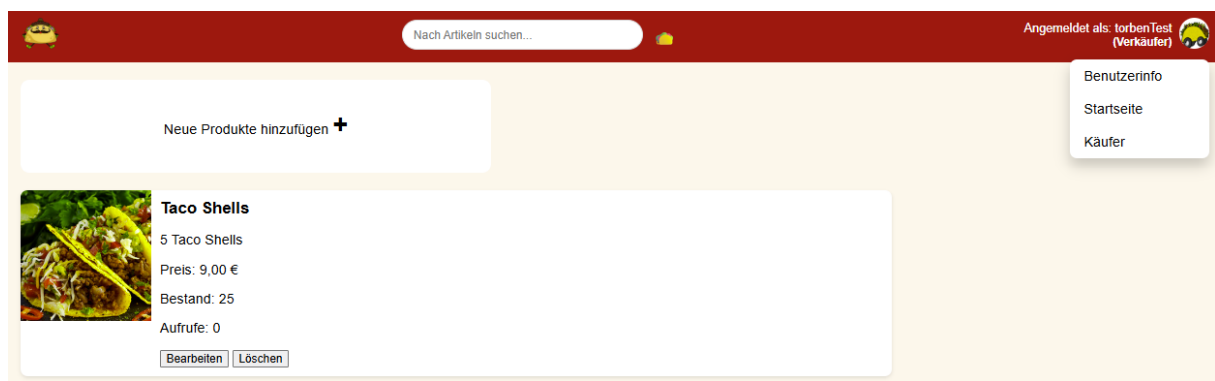 Nach Artikeln suchen...
Angemeldet als: torbenTest
(Verkäufer)
Benutzerinfo
Startseite
Käufer
Neue Produkte hinzufügen +
Taco Shells
5 Taco Shells
Preis: 9,00 €
Bestand: 25
Aufrufe: 0
Bearbeiten Löschen